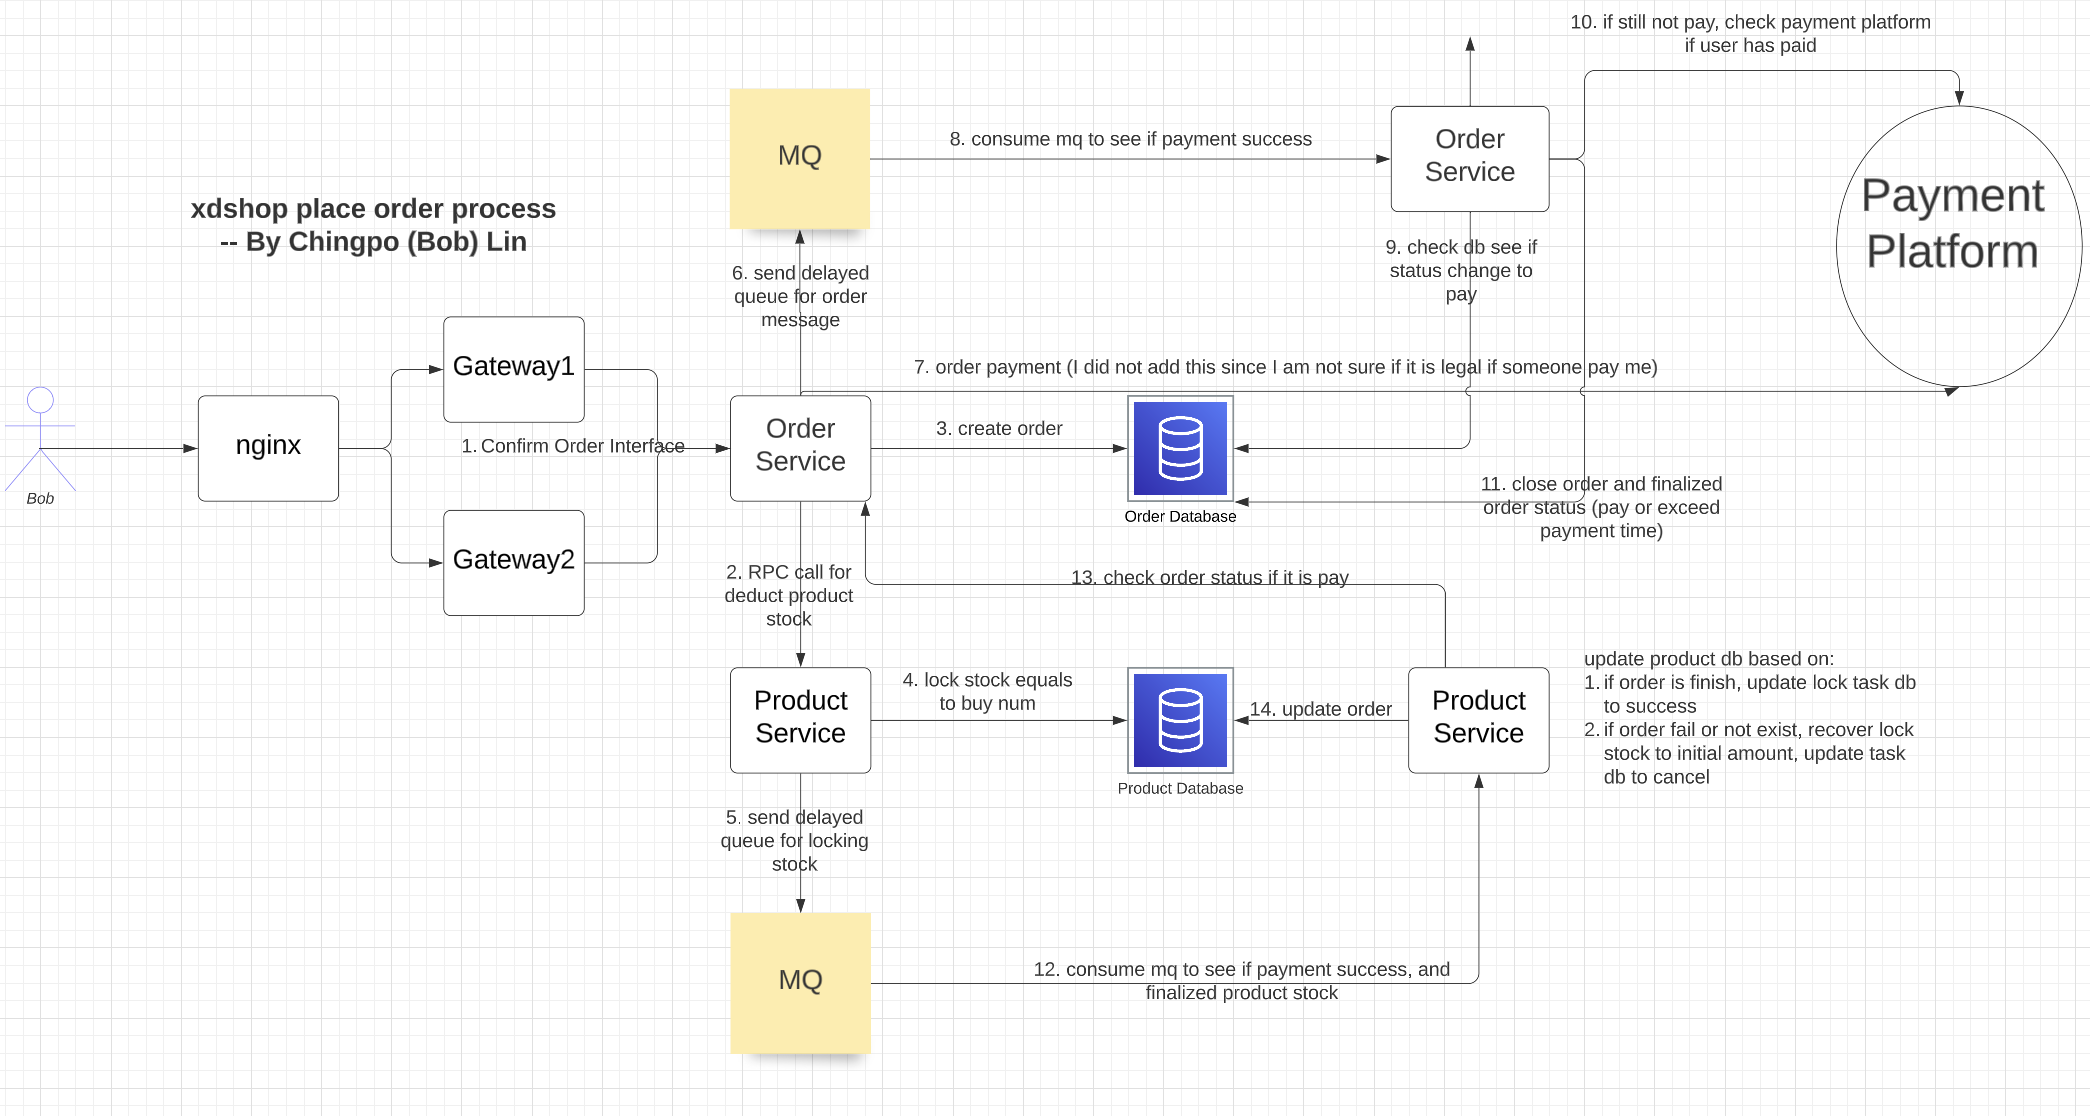 10. if still not pay, check payment platform
if user has paid
MQ
8. consume mq to see if payment success
Order
Service
Payment
Platform
xdshop place order process
-- By Chingpo (Bob) Lin
6. send delayed
queue for order
message
9. check db see if
status change to
pay
Gateway1
7. order payment (I did not add this since I am not sure if it is legal if someone pay me)
nginx
1. Confirm Order Interface
Order
Service
3. create order
Bob
Order Database
11. close order and finalized
order status (pay or exceed
payment time)
Gateway2
2. RPC call for
deduct product
stock
13. check order status if it is pay
Product
Service
4. lock stock equals
to buy num
14. update order
Product
Service
update product db based on:
1. if order is finish, update lock task db
to success
2. if order fail or not exist, recover lock
stock to initial amount, update task
db to cancel
Product Database
5. send delayed
queue for locking
stock
MQ
12. consume mq to see if payment success, and
finalized product stock